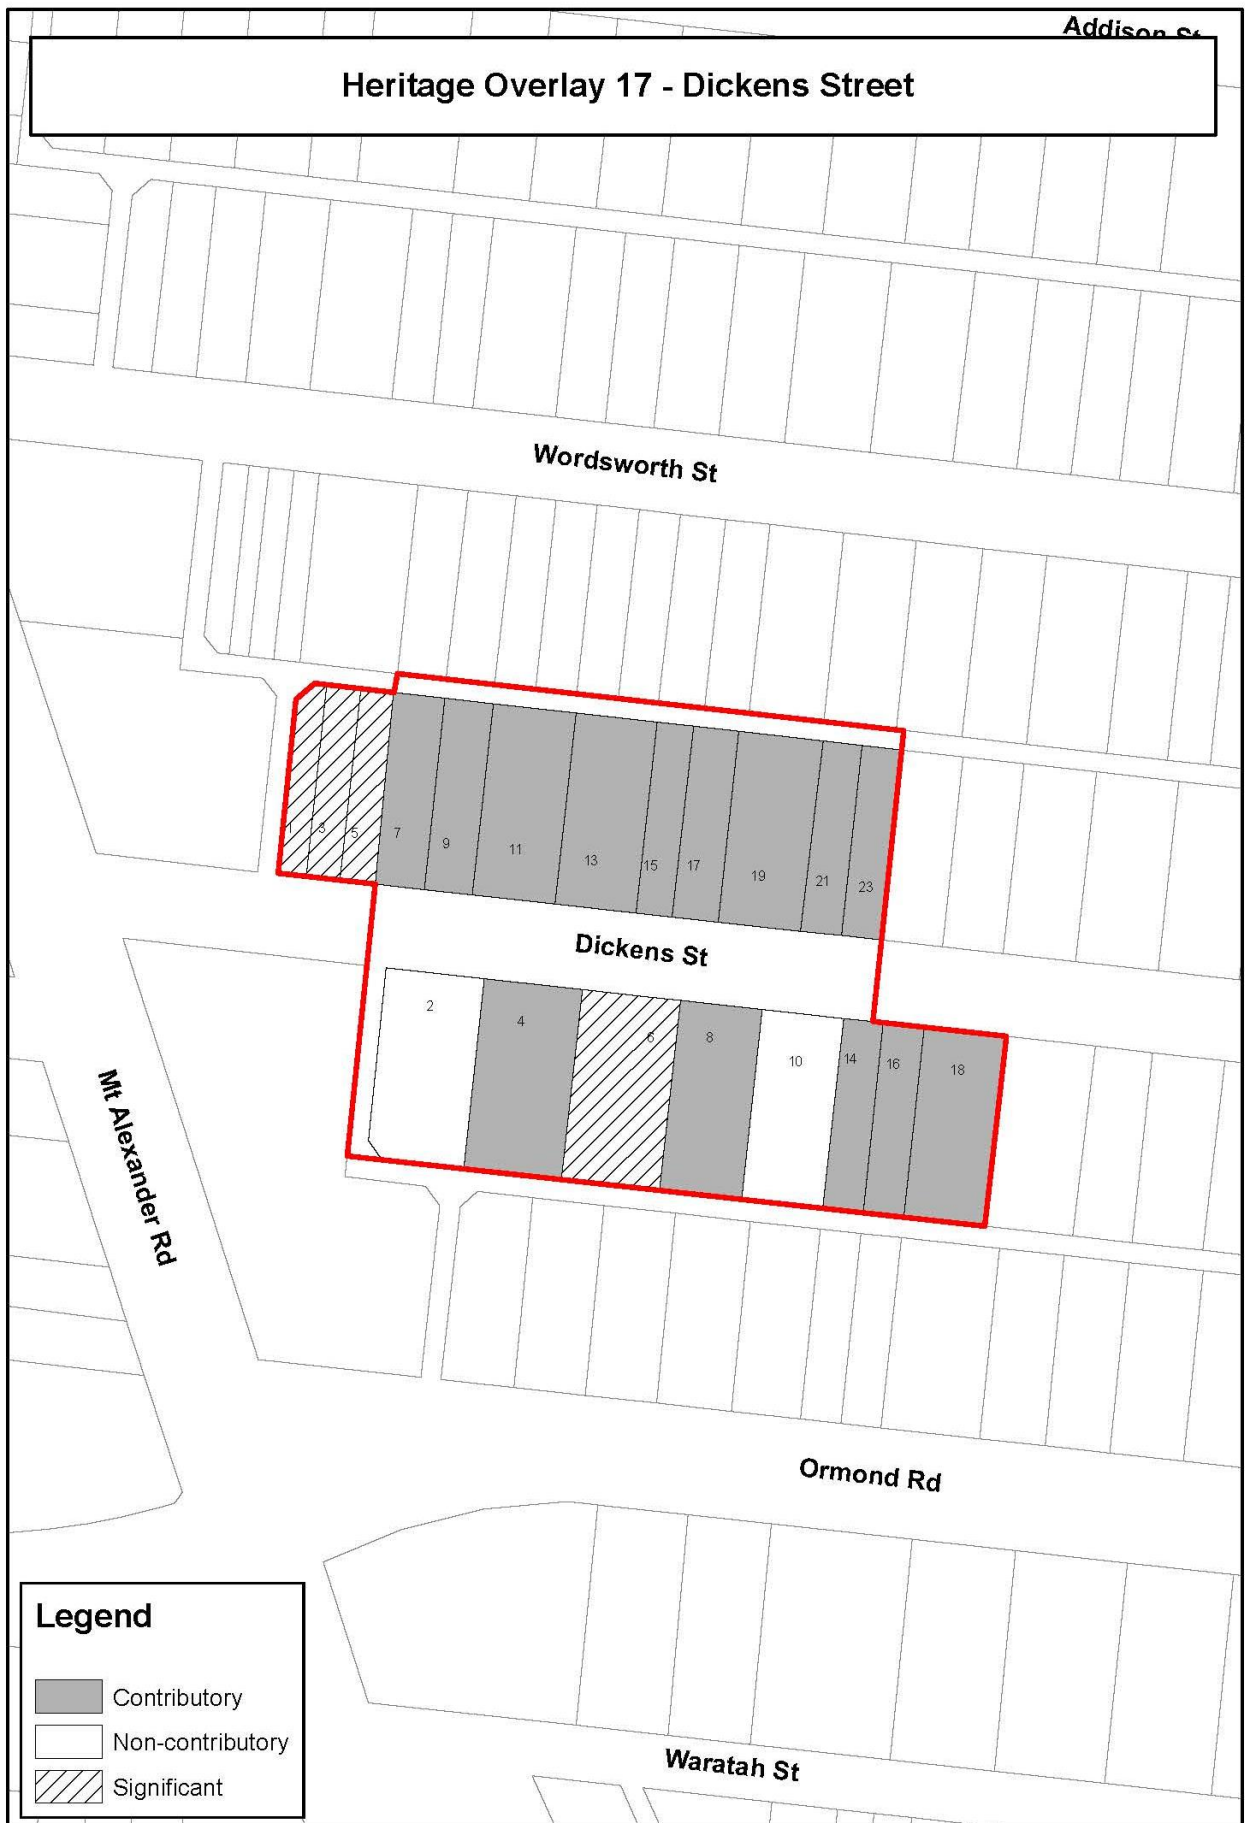 Addison St
Heritage Overlay 17 - Dickens Street
Wordsworth St
1
3
5
7
9
11
13
15
17
19
21
23
Dickens St
2
4
6
8
10
14
16
18
Mt Alexander Rd
Ormond Rd
Legend
Contributory
Non-contributory
Significant
Waratah St